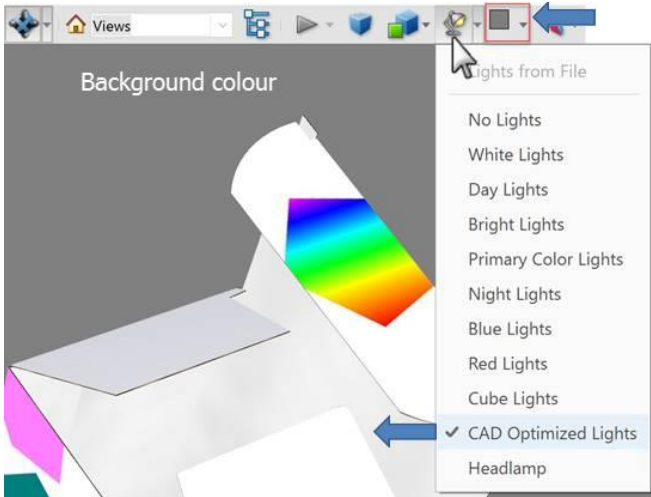 Views
Background colour
Lights from File
No Lights
White Lights
Day Lights
Bright Lights
Primary Color Lights
Night Lights
Blue Lights
Red Lights
Cube Lights
CAD Optimized Lights
Headlamp